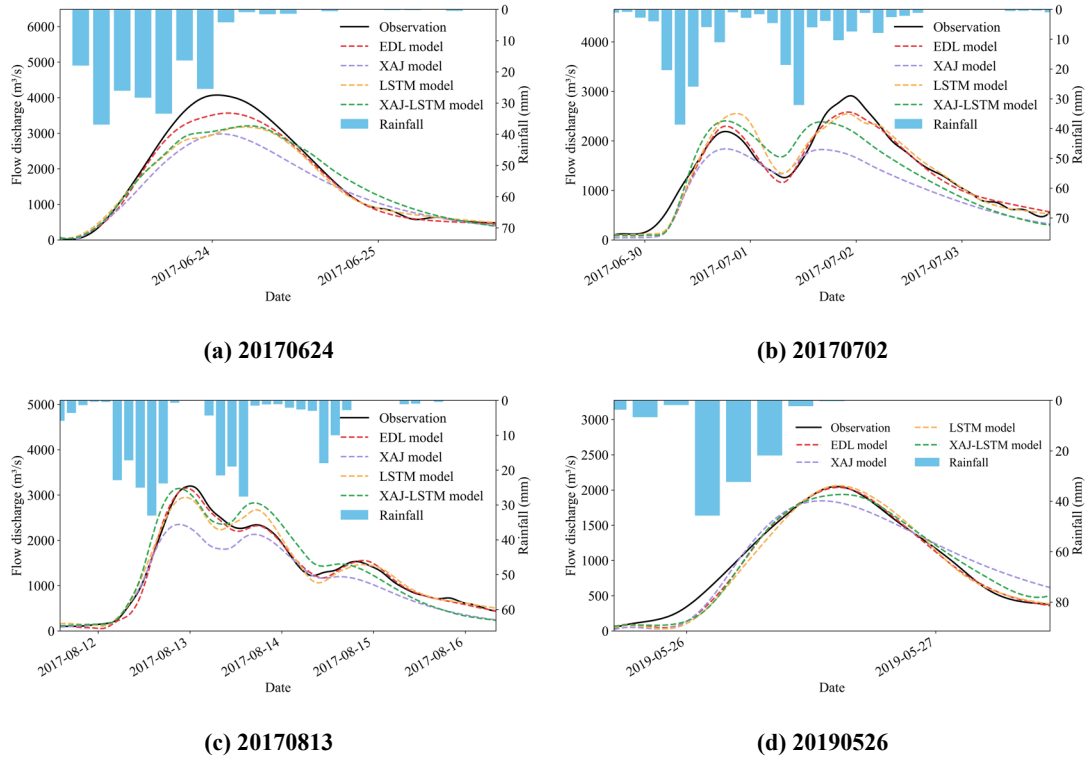 6000
5000
4000
3000
2000
1000
0
Flow discharge (m³/s)
Observation
EDL model
XAJ model
LSTM model
XAJ-LSTM model
Rainfall
0
10
20
30
40
50
60
70
Rainfall (mm)
2017-06-24
2017-06-25
Date
(a) 20170624
4000
3000
2000
1000
0
Flow discharge (m³/s)
Observation
EDL model
XAJ model
LSTM model
XAJ-LSTM model
Rainfall
0
10
20
30
40
50
60
70
Rainfall (mm)
2017-06-30
2017-07-01
2017-07-02
2017-07-03
Date
(b) 20170702
5000
4000
3000
2000
1000
0
Flow discharge (m³/s)
Observation
EDL model
XAJ model
LSTM model
XAJ-LSTM model
Rainfall
0
10
20
30
40
50
60
Rainfall (mm)
2017-08-12
2017-08-13
2017-08-14
2017-08-15
2017-08-16
Date
(c) 20170813
3000
2500
2000
1500
1000
500
0
Flow discharge (m³/s)
Observation
EDL model
XAJ model
LSTM model
XAJ-LSTM model
Rainfall
0
20
40
60
80
Rainfall (mm)
2019-05-26
2019-05-27
Date
(d) 20190526